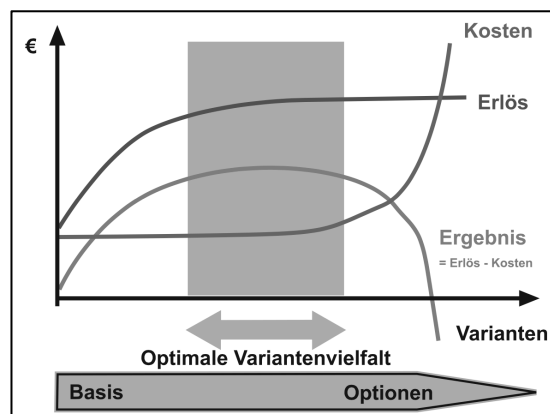 Kosten
€
Erlös
Ergebnis
= Erlös - Kosten
Varianten
Optimale Variantenvielfalt
Basis
Optionen